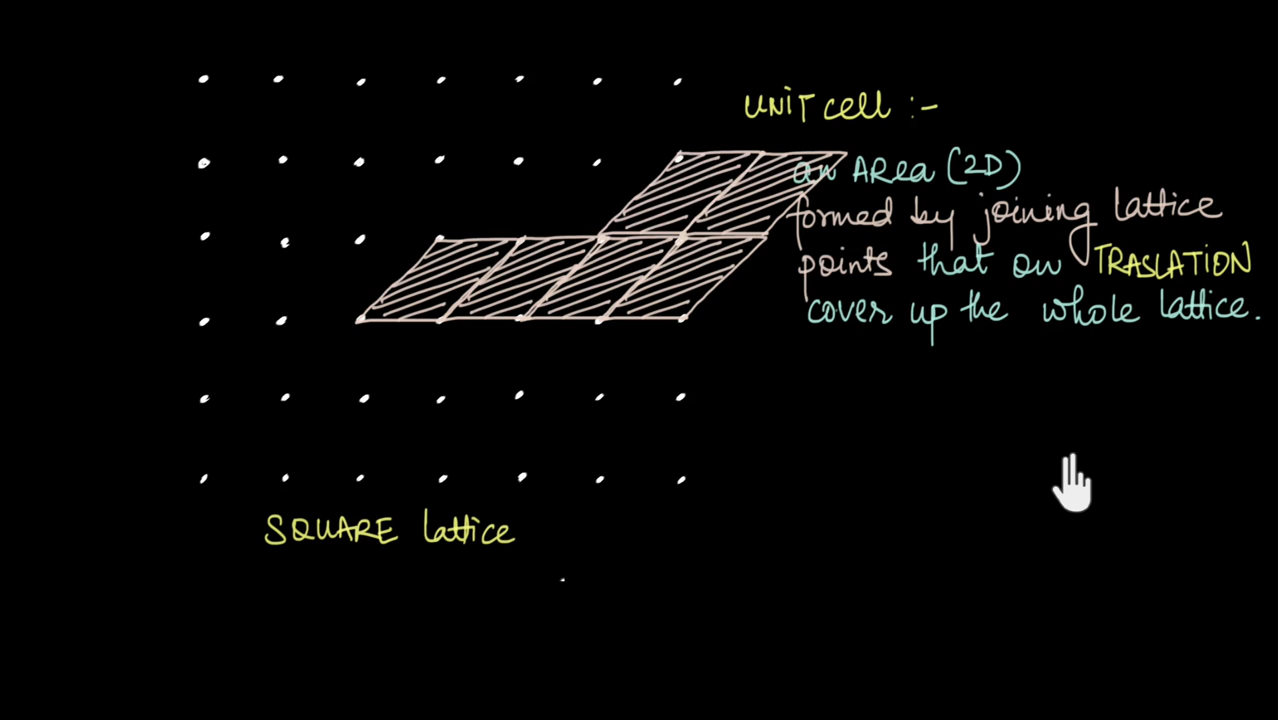 UNIT cell :-
an ARea (2D)
formed by joining lattice
points that on TRASLATION
cover up the whole lattice.
SQUARE lattice